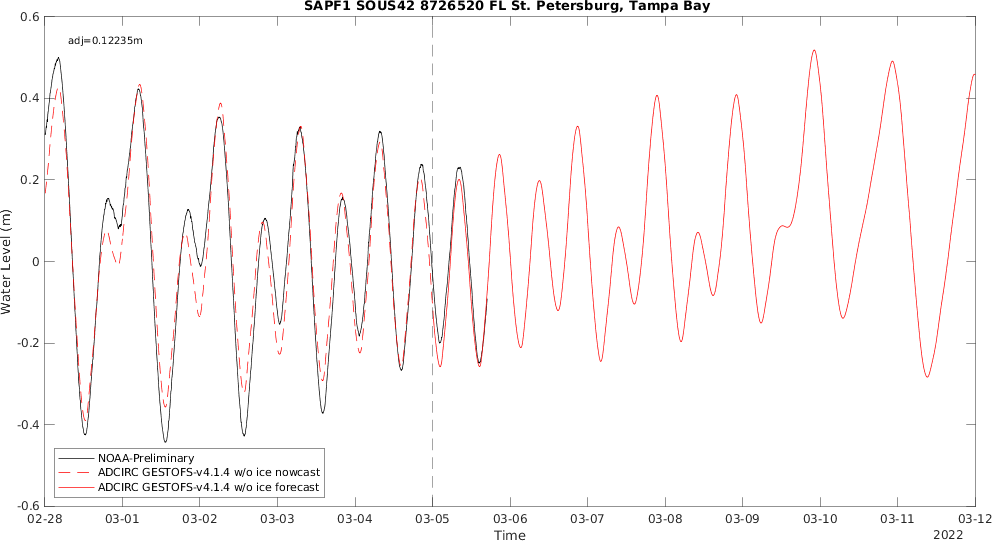 SAPF1 SOUS42 8726520 FL St. Petersburg, Tampa Bay
adj=0.12235m
0.6
0.4
0.2
0
-0.2
-0.4
-0.6
Water Level (m)
NOAA-Preliminary
ADCIRC GESTOFS-v4.1.4 w/o ice nowcast
ADCIRC GESTOFS-v4.1.4 w/o ice forecast
02-28 03-01 03-02 03-03 03-04 03-05 03-06 03-07 03-08 03-09 03-10 03-11 03-12
Time
2022